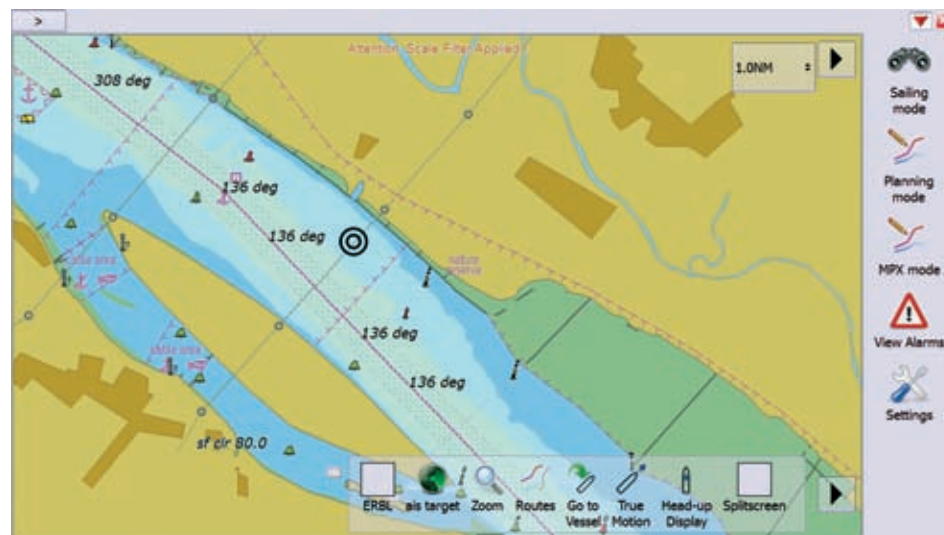 >
Attention Scale Filter Applied
308 deg
1.0NM
Sailing
mode
136 deg
Planning
mode
136 deg
nature
reserve
MPX mode
136 deg
View Alarms
136 deg
Settings
sf clr 80.0
ERBL
ais target
Zoom
Routes
Go to
Vessel
True
Motion
Head-up
Display
Splitscreen